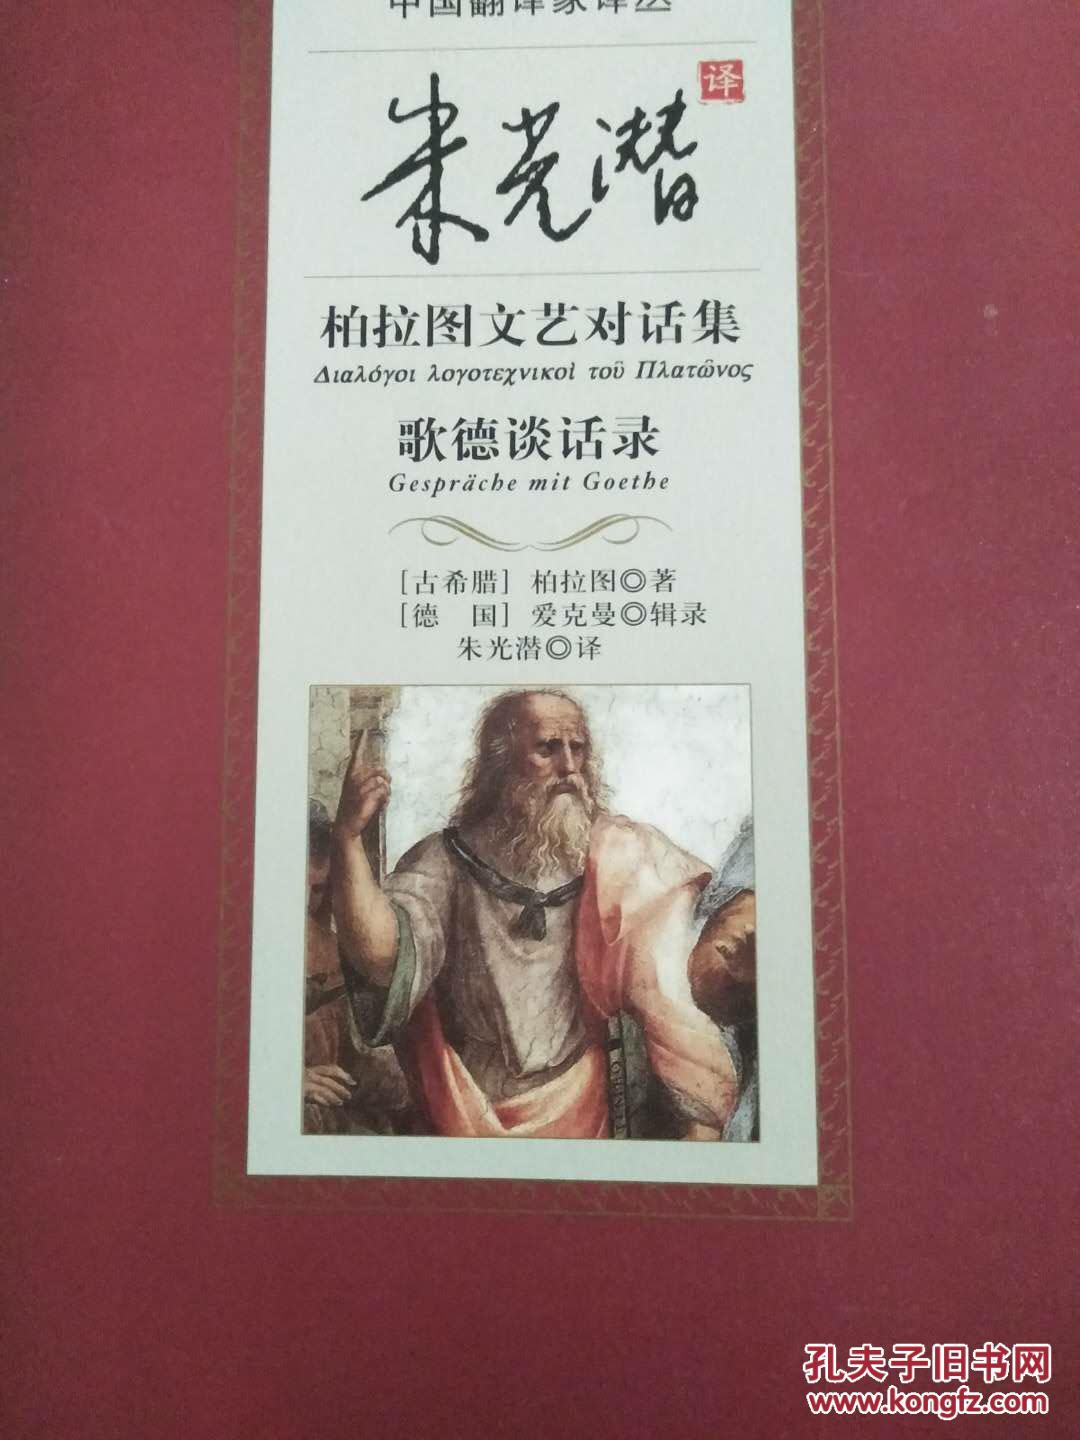 中国翻译家译丛
译
朱光潜
柏拉图文艺对话集
Διαλόγοι λογοτεχνικοὶ τοῦ Πλατῶνος
歌德谈话录
Gespräche mit Goethe
[古希腊] 柏拉图◎著
[德 国] 爱克曼◎辑录
朱光潜◎译
孔夫子旧书网
www.kongfz.com